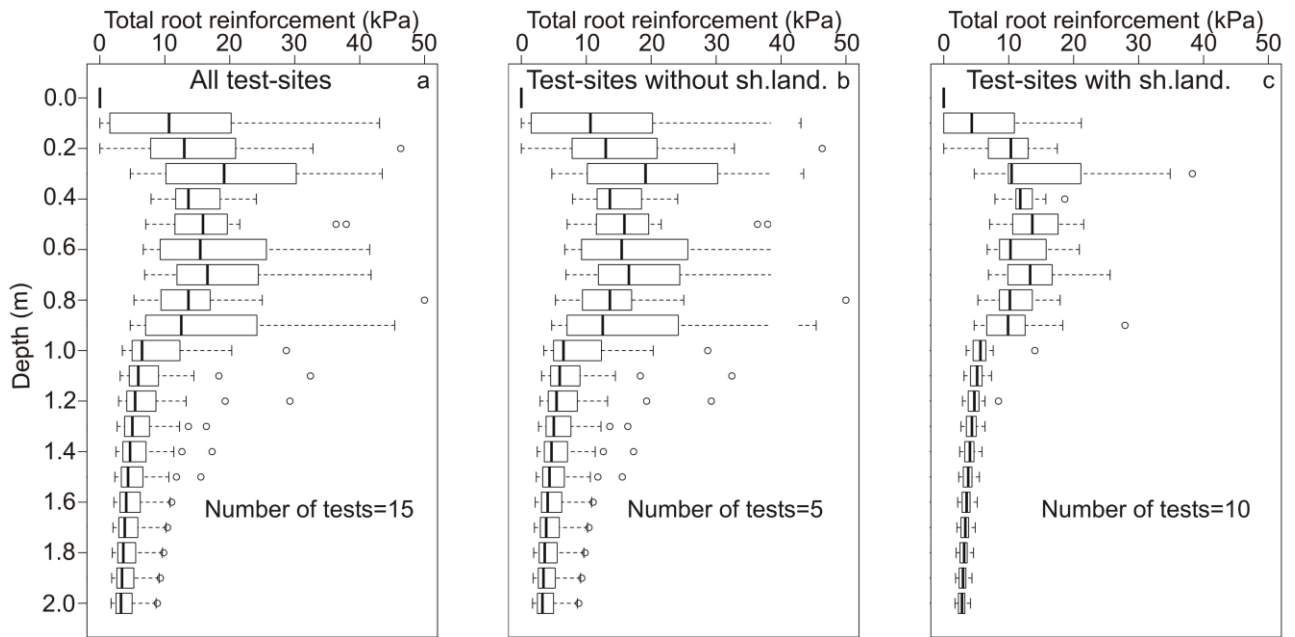 Total root reinforcement (kPa) Total root reinforcement (kPa) Total root reinforcement (kPa)
0 10 20 30 40 50 0 10 20 30 40 50 0 10 20 30 40 50
All test-sites a Test-sites without sh.land. b Test-sites with sh.land. c
Depth (m)
0.0
0.2
0.4
0.6
0.8
1.0
1.2
1.4
1.6
1.8
2.0
Number of tests=15 Number of tests=5 Number of tests=10